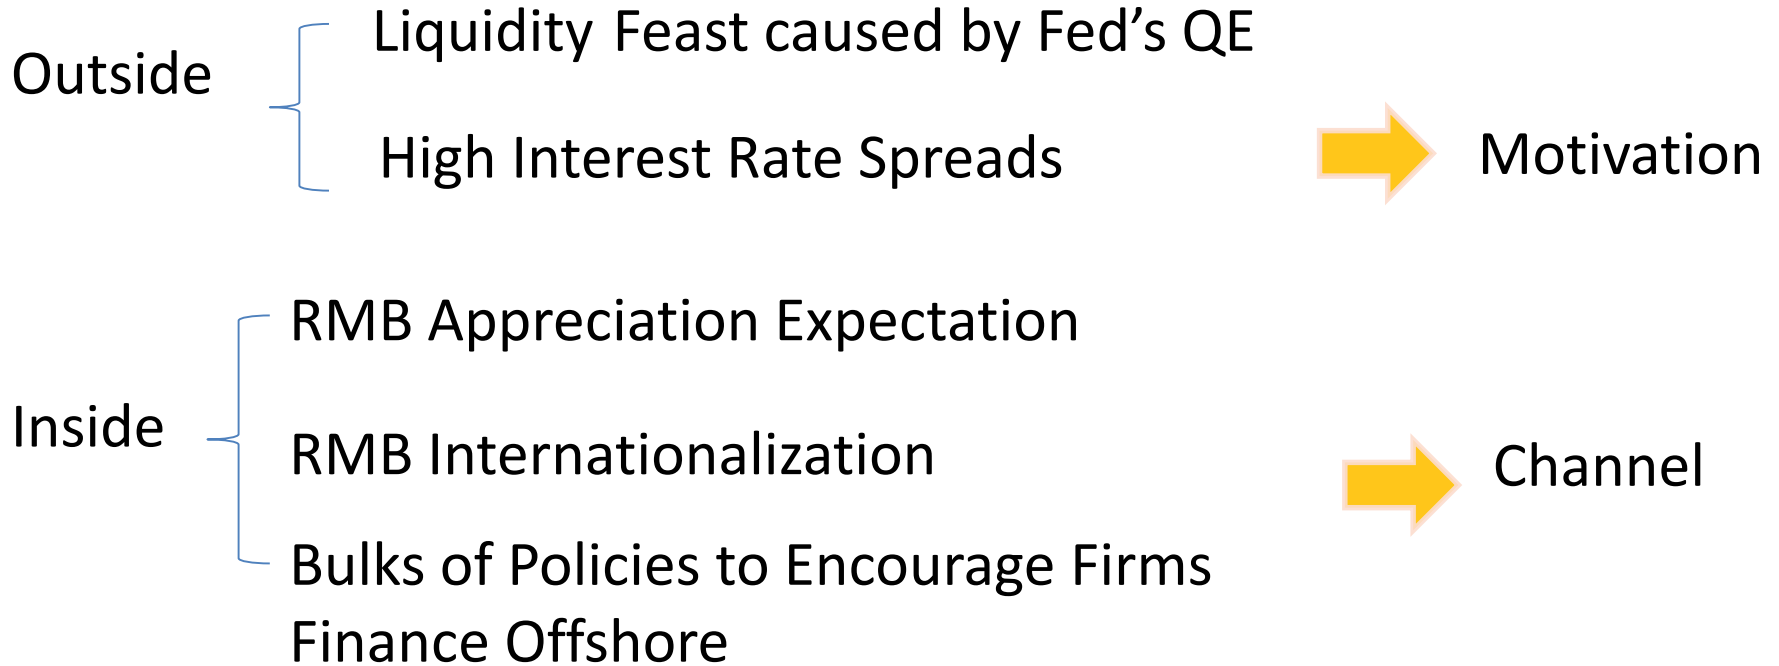 Outside
Liquidity Feast caused by Fed’s QE
High Interest Rate Spreads
Motivation
Inside
RMB Appreciation Expectation
RMB Internationalization
Bulks of Policies to Encourage Firms
Finance Offshore
Channel